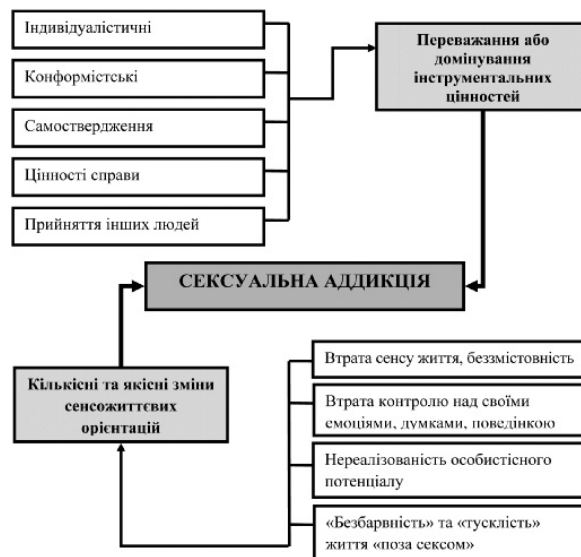 Індивідуалістичні
Конформістські
Самоствердження
Цінності справи
Прийняття інших людей
Переважання або
домінування
інструментальних
цінностей
СЕКСУАЛЬНА АДДИКЦІЯ
Кількісні та якісні зміни
сенсожиттєвих
орієнтацій
Втрата сенсу життя, беззмістовність
Втрата контролю над своїми
емоціями, думками, поведінкою
Нереалізованість особистісного
потенціалу
«Безбарвність» та «тусклість»
життя «поза сексом»